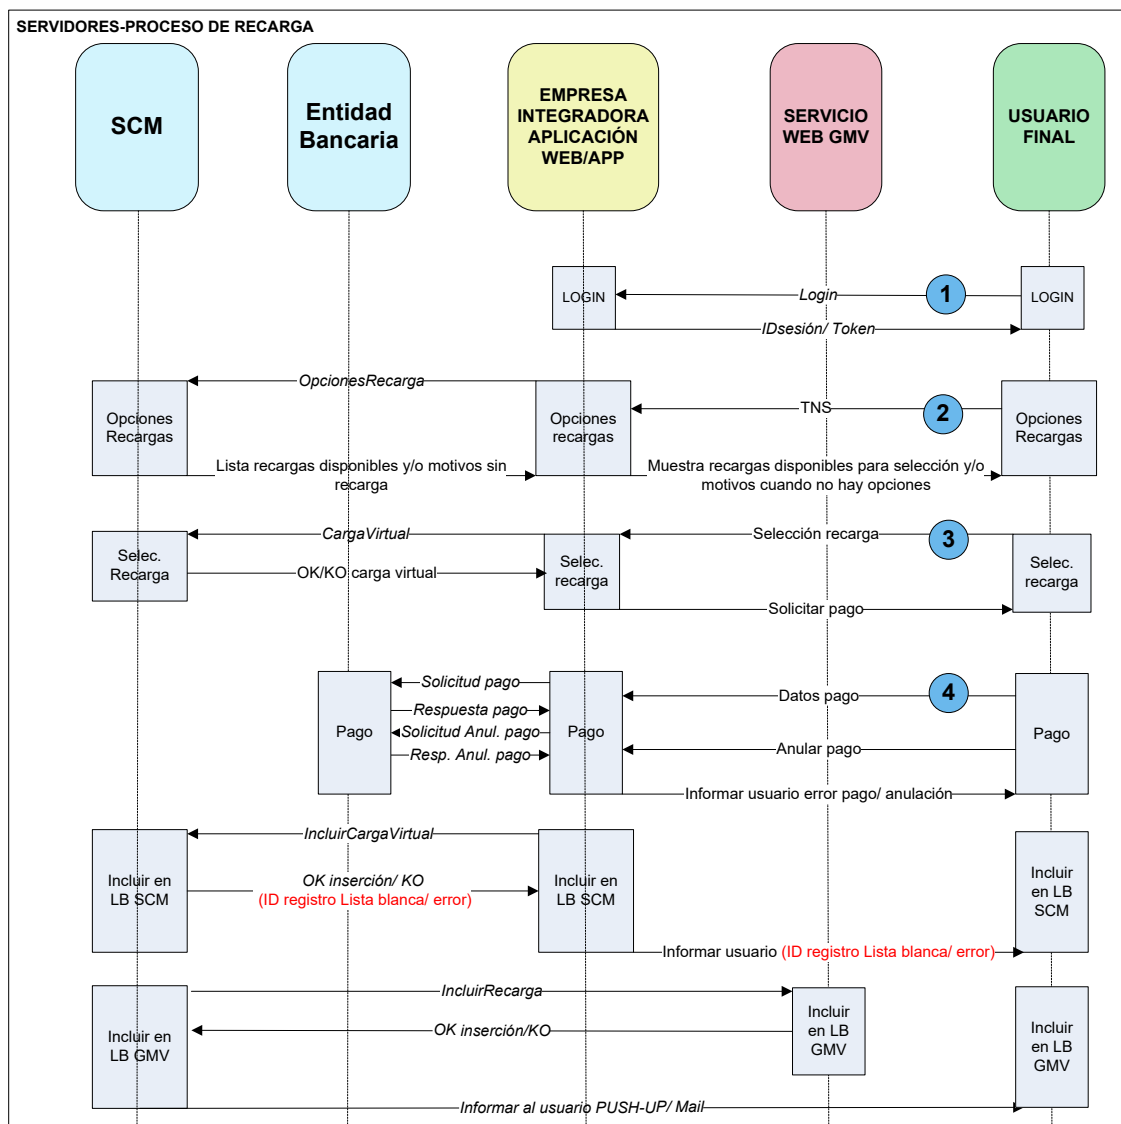 SERVIDORES-PROCESO DE RECARGA
SCM
Entidad
Bancaria
EMPRESA
INTEGRADORA
APLICACIÓN
WEB/APP
SERVICIO
WEB GMV
USUARIO
FINAL
LOGIN
Login
1
LOGIN
IDsesión/ Token
OpcionesRecarga
Opciones
Recargas
Opciones
recargas
TNS
2
Opciones
Recargas
Lista recargas disponibles y/o motivos sin
recarga
Muestra recargas disponibles para selección y/o
motivos cuando no hay opciones
CargaVirtual
Selección recarga
3
Selec.
Recarga
OK/KO carga virtual
Selec.
recarga
Selec.
recarga
Solicitar pago
Solicitud pago
Datos pago
4
Respuesta pago
Pago
Solicitud Anul. pago
Pago
Pago
Resp. Anul. pago
Anular pago
Informar usuario error pago/ anulación
IncluirCargaVirtual
Incluir en
LB SCM
OK inserción/ KO
(ID registro Lista blanca/ error)
Incluir en
LB SCM
Incluir
en LB
SCM
Informar usuario (ID registro Lista blanca/ error)
IncluirRecarga
Incluir en
LB GMV
OK inserción/KO
Incluir
en LB
GMV
Incluir
en LB
GMV
Informar al usuario PUSH-UP/ Mail